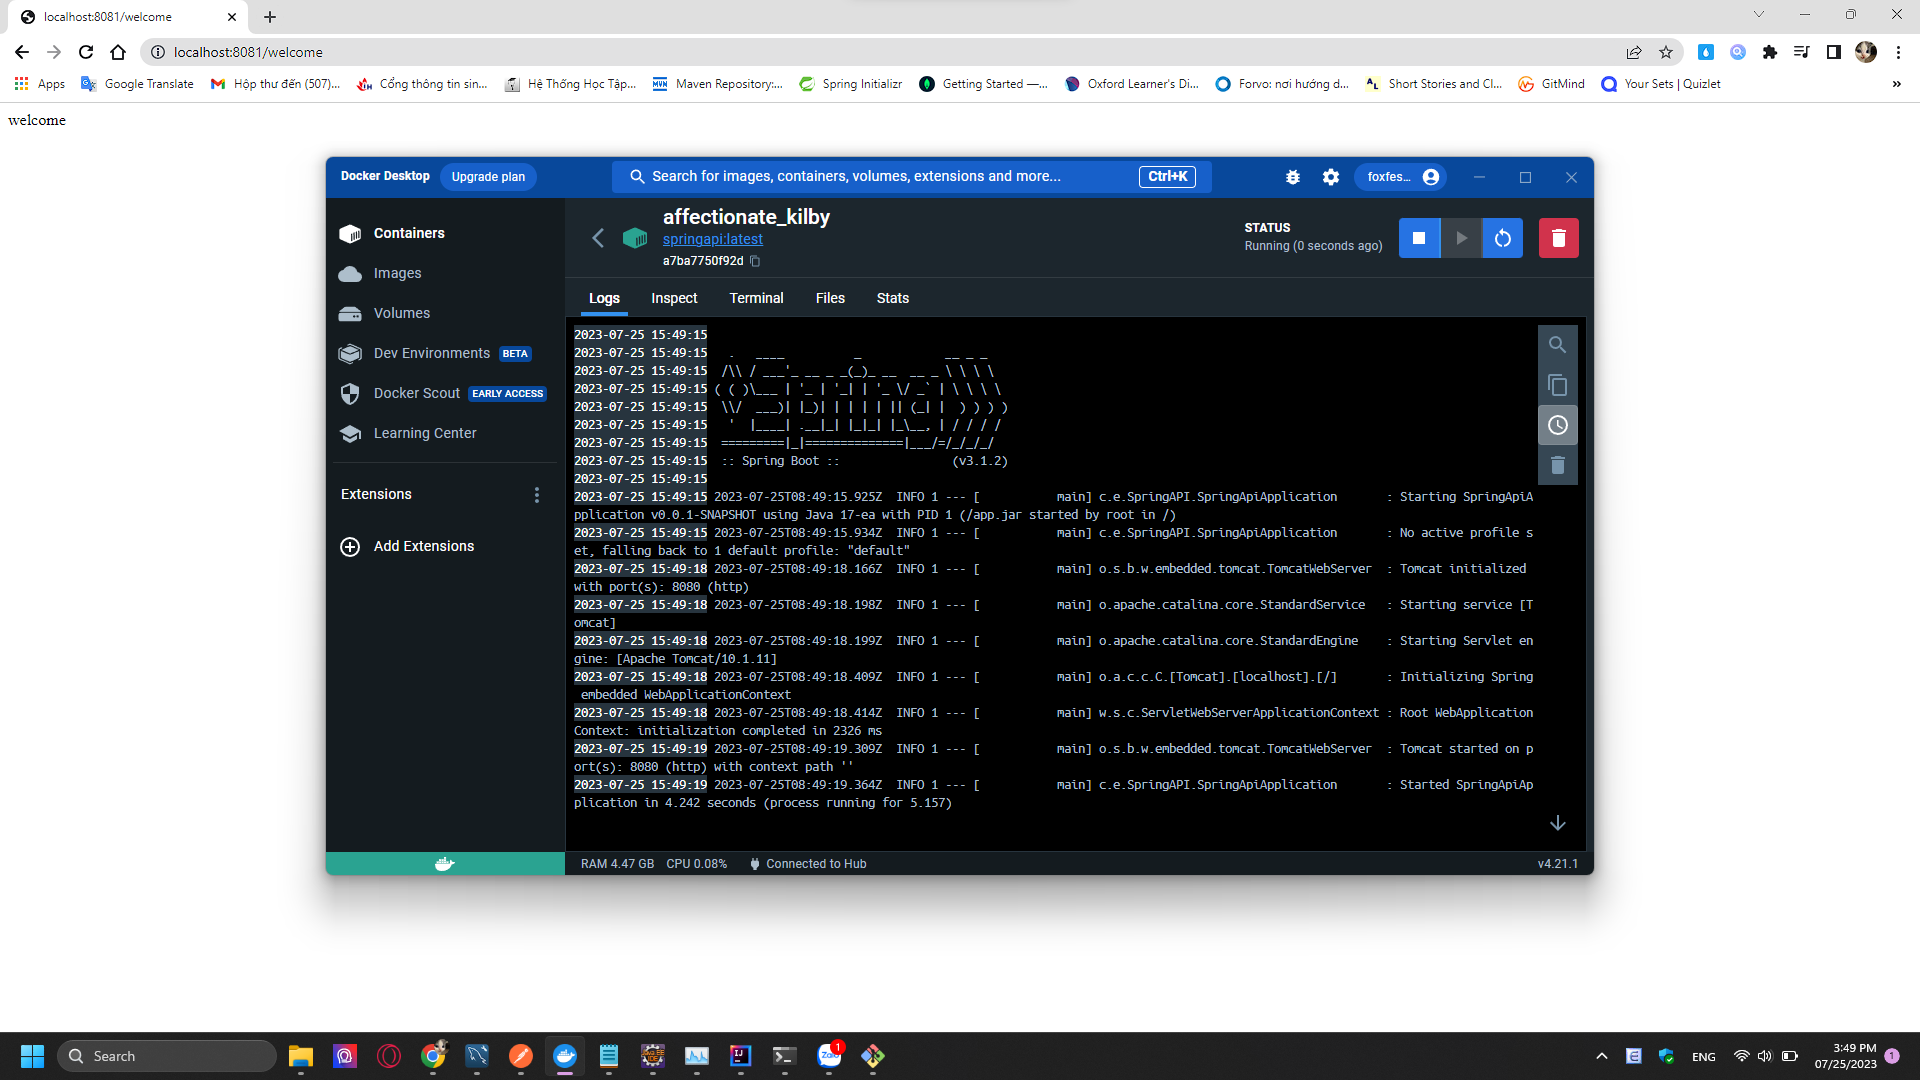 localhost:8081/welcome
localhost:8081/welcome
Apps Google Translate Hộp thư đến (507)... Cổng thông tin sin... Hệ Thống Học Tập... Maven Repository:... Spring Initializr Getting Started —... Oxford Learner's Di... Forvo: nơi hướng d... Short Stories and Cl... GitMind Your Sets | Quizlet »
welcome
Docker Desktop Upgrade plan Search for images, containers, volumes, extensions and more... Ctrl+K foxfes...
Containers
Images
Volumes
Dev Environments BETA
Docker Scout EARLY ACCESS
Learning Center
Extensions
Add Extensions
affectionate_kilby
springapi:latest
a7ba7750f92d
STATUS
Running (0 seconds ago)
Logs Inspect Terminal Files Stats
2023-07-25 15:49:15
2023-07-25 15:49:15   .   ____          _            __ _ _
2023-07-25 15:49:15  /\\ / ___'_ __ _ _(_)_ __  __ _ \ \ \ \
2023-07-25 15:49:15 ( ( )\___ | '_ | '_| | '_ \/ _` | \ \ \ \
2023-07-25 15:49:15  \\/  ___)| |_)| | | | | || (_| |  ) ) ) )
2023-07-25 15:49:15   '  |____| .__|_| |_|_| |_\__, | / / / /
2023-07-25 15:49:15  =========|_|==============|___/=/_/_/_/
2023-07-25 15:49:15  :: Spring Boot ::                (v3.1.2)
2023-07-25 15:49:15
2023-07-25 15:49:15 2023-07-25T08:49:15.925Z  INFO 1 --- [           main] c.e.SpringAPI.SpringApiApplication       : Starting SpringApiA
pplication v0.0.1-SNAPSHOT using Java 17-ea with PID 1 (/app.jar started by root in /)
2023-07-25 15:49:15 2023-07-25T08:49:15.934Z  INFO 1 --- [           main] c.e.SpringAPI.SpringApiApplication       : No active profile s
et, falling back to 1 default profile: "default"
2023-07-25 15:49:18 2023-07-25T08:49:18.166Z  INFO 1 --- [           main] o.s.b.w.embedded.tomcat.TomcatWebServer  : Tomcat initialized
with port(s): 8080 (http)
2023-07-25 15:49:18 2023-07-25T08:49:18.198Z  INFO 1 --- [           main] o.apache.catalina.core.StandardService   : Starting service [T
omcat]
2023-07-25 15:49:18 2023-07-25T08:49:18.199Z  INFO 1 --- [           main] o.apache.catalina.core.StandardEngine    : Starting Servlet en
gine: [Apache Tomcat/10.1.11]
2023-07-25 15:49:18 2023-07-25T08:49:18.409Z  INFO 1 --- [           main] o.a.c.c.C.[Tomcat].[localhost].[/]       : Initializing Spring
 embedded WebApplicationContext
2023-07-25 15:49:18 2023-07-25T08:49:18.414Z  INFO 1 --- [           main] w.s.c.ServletWebServerApplicationContext : Root WebApplication
Context: initialization completed in 2326 ms
2023-07-25 15:49:19 2023-07-25T08:49:19.309Z  INFO 1 --- [           main] o.s.b.w.embedded.tomcat.TomcatWebServer  : Tomcat started on p
ort(s): 8080 (http) with context path ''
2023-07-25 15:49:19 2023-07-25T08:49:19.364Z  INFO 1 --- [           main] c.e.SpringAPI.SpringApiApplication       : Started SpringApiAp
plication in 4.242 seconds (process running for 5.157)
RAM 4.47 GB CPU 0.08% Connected to Hub v4.21.1
Search
Zalo 1
ENG
3:49 PM
07/25/2023
1